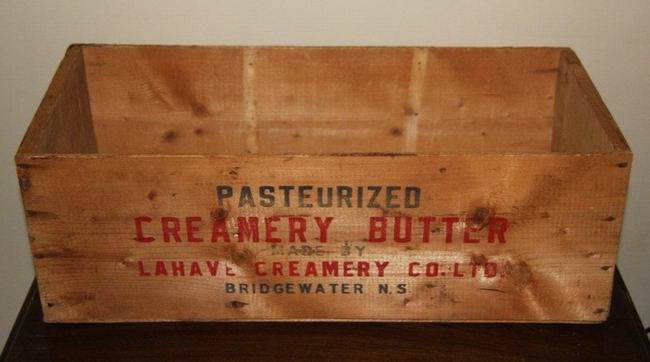 PASTEURIZED
CREAMERY BUTTER
MADE BY
LAHAVE CREAMERY CO. LTD.
BRIDGEWATER N.S.